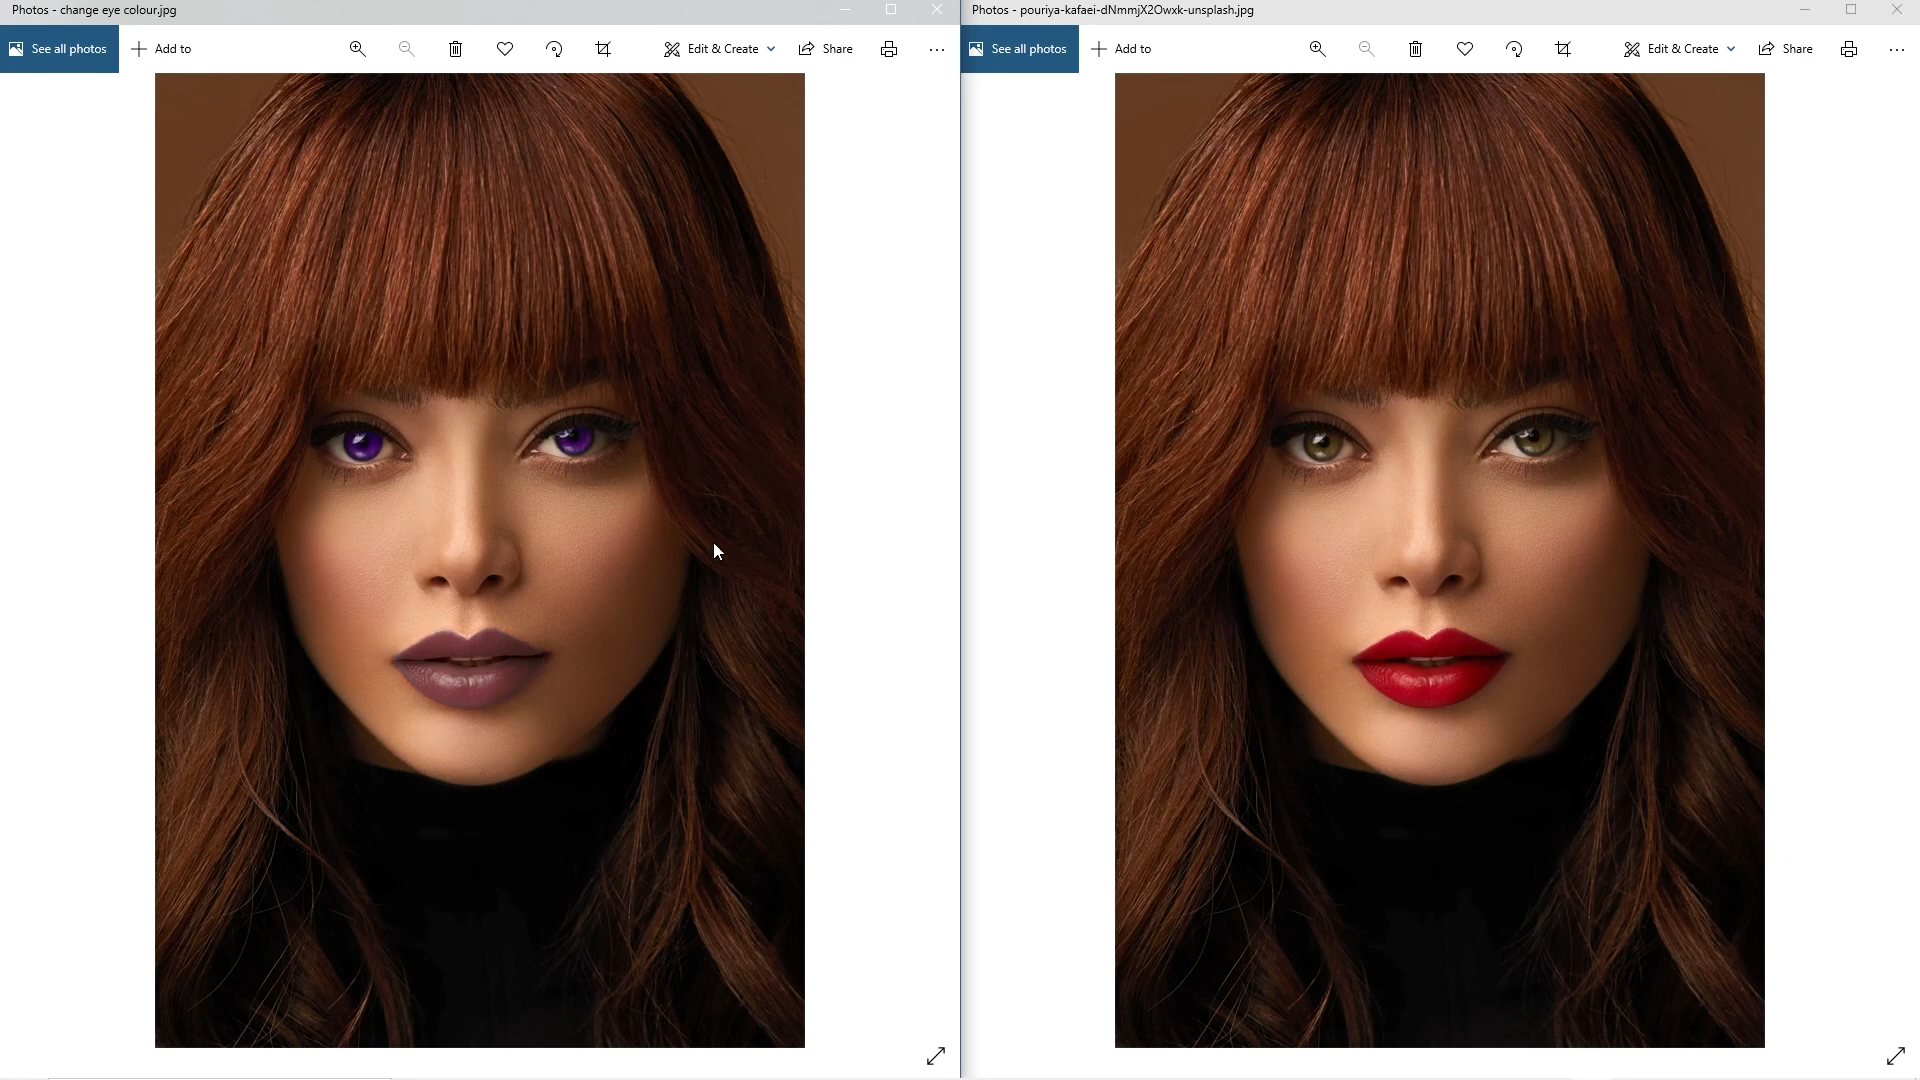 Photos - change eye colour.jpg
See all photos
Add to
Edit & Create
Share
Photos - pouriya-kafaei-dNmmjX2Owxk-unsplash.jpg
See all photos
Add to
Edit & Create
Share